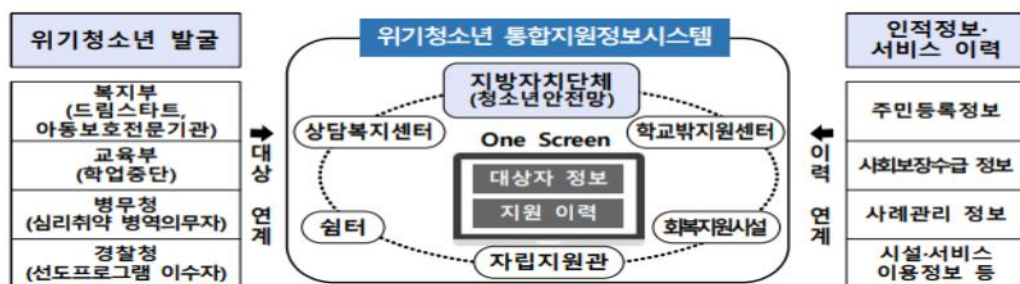 위기청소년 발굴
복지부
(드림스타트,
아동보호전문기관)
교육부
(학업중단)
병무청
(심리취약 병역의무자)
경찰청
(선도프로그램 이수자)
대상 연계
위기청소년 통합지원정보시스템
지방자치단체
(청소년안전망)
상담복지센터
학교밖지원센터
One Screen
대상자 정보
지원 이력
쉼터
회복지원시설
자립지원관
이력 연계
인적정보·
서비스 이력
주민등록정보
사회보장수급 정보
사례관리 정보
시설·서비스
이용정보 등